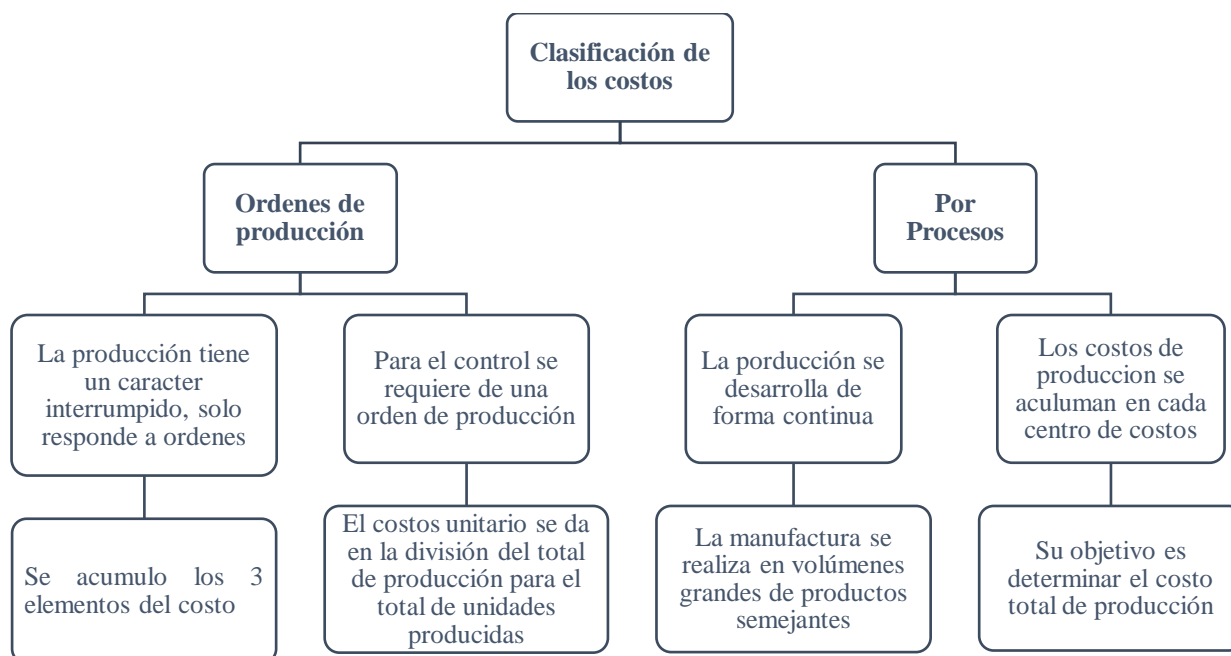 Clasificación de
los costos
Ordenes de
producción
Por
Procesos
La producción tiene
un caracter
interrumpido, solo
responde a ordenes
Para el control se
requiere de una
orden de producción
La porducción se
desarrolla de
forma continua
Los costos de
produccion se
aculuman en cada
centro de costos
Se acumulo los 3
elementos del costo
El costos unitario se da
en la división del total
de producción para el
total de unidades
producidas
La manufactura se
realiza en volúmenes
grandes de productos
semejantes
Su objetivo es
determinar el costo
total de producción